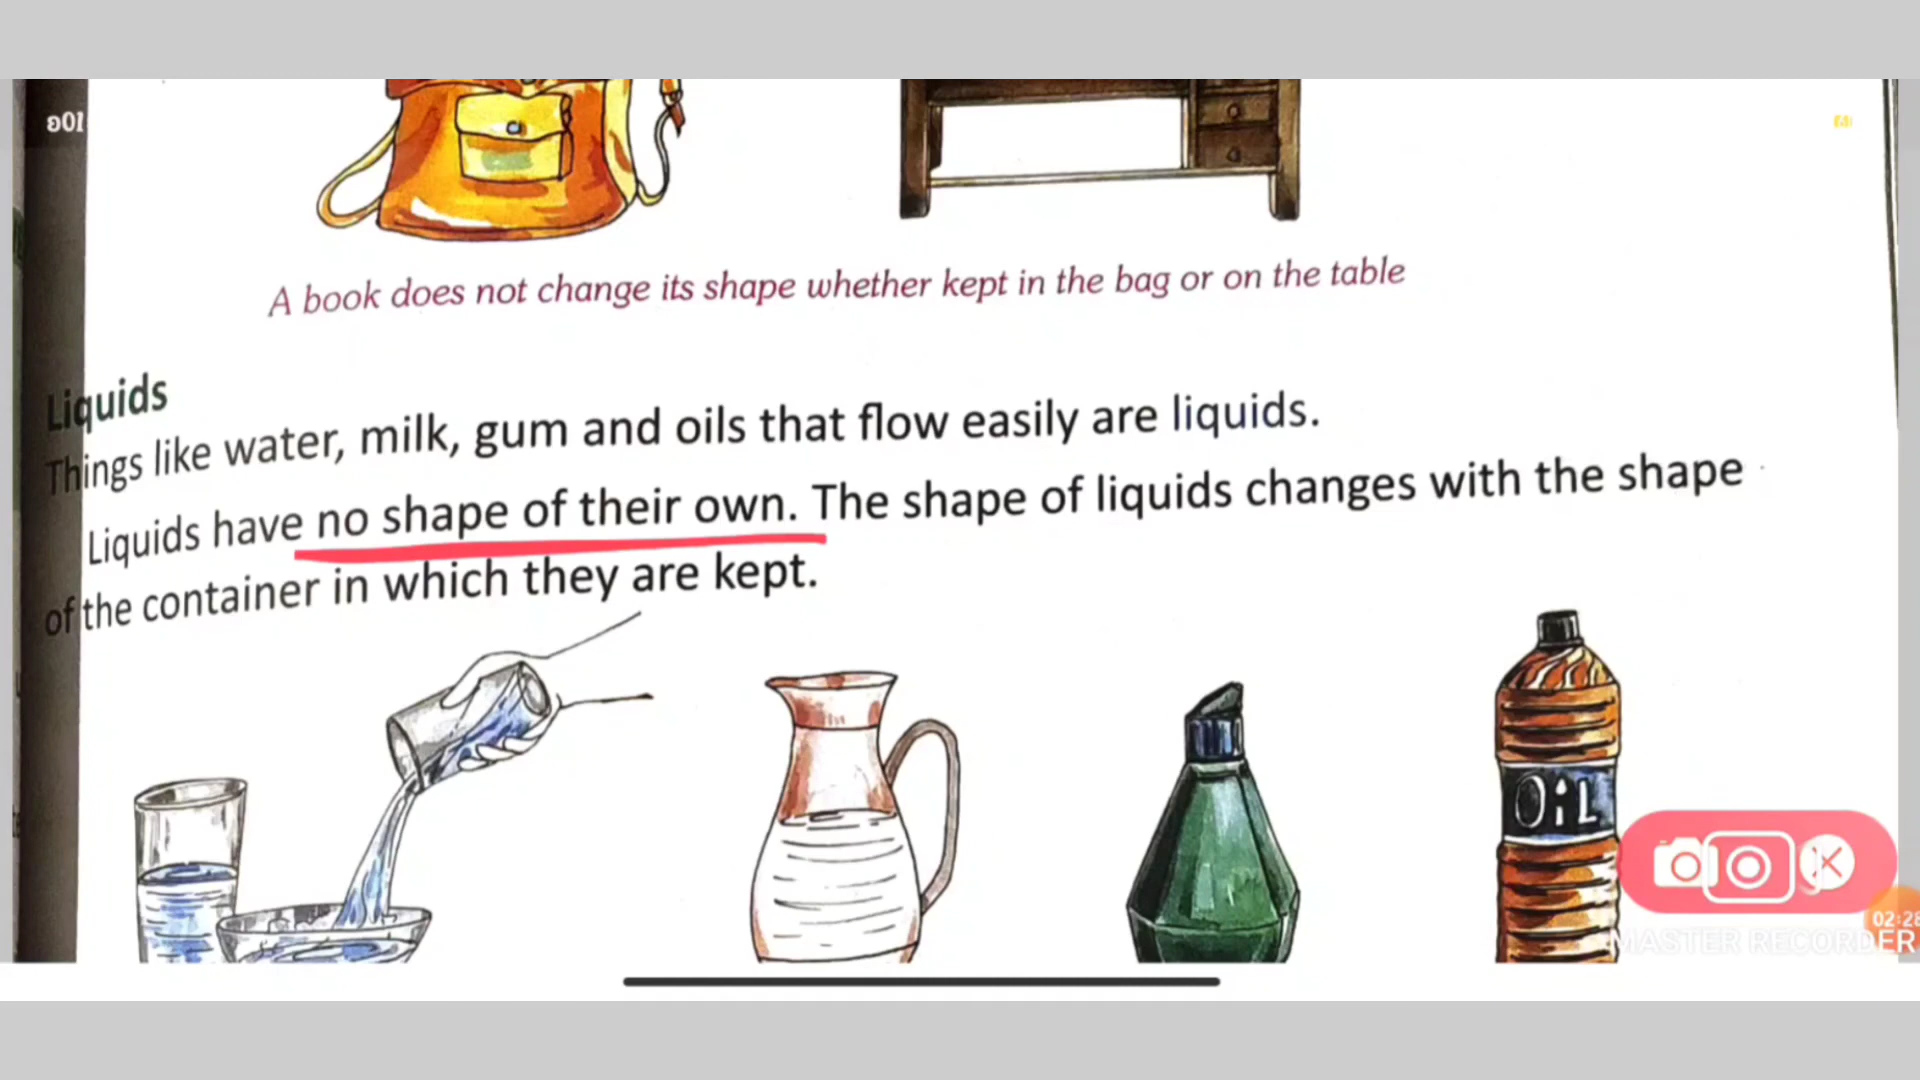 A book does not change its shape whether kept in the bag or on the table
Liquids
Things like water, milk, gum and oils that flow easily are liquids.
Liquids have no shape of their own. The shape of liquids changes with the shape
of the container in which they are kept.
OiL
02:28
MASTER RECORDER